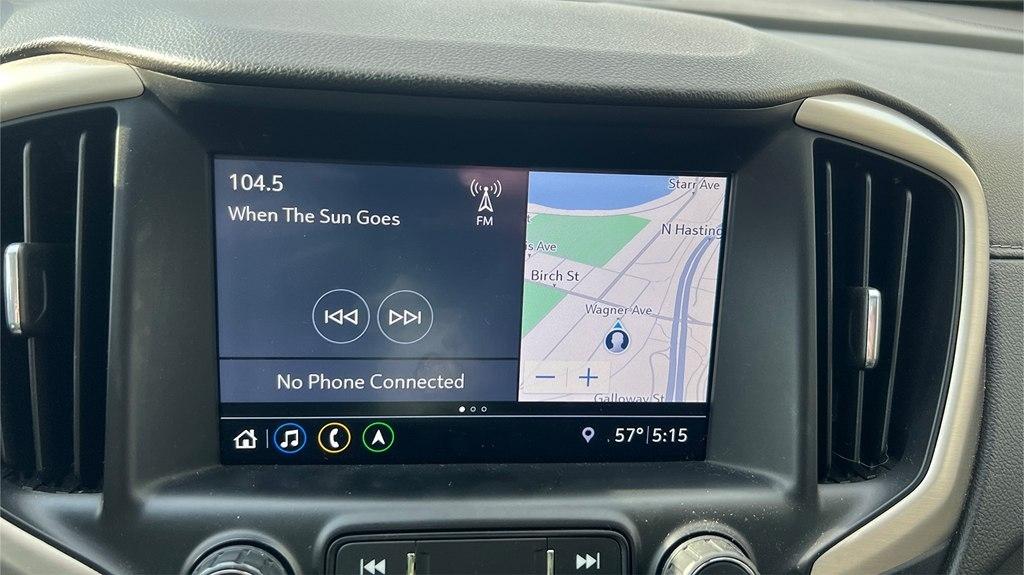 104.5
FM
When The Sun Goes
No Phone Connected
Starr Ave
N Hasting
is Ave
Birch St
Wagner Ave
Galloway St
57° 5:15